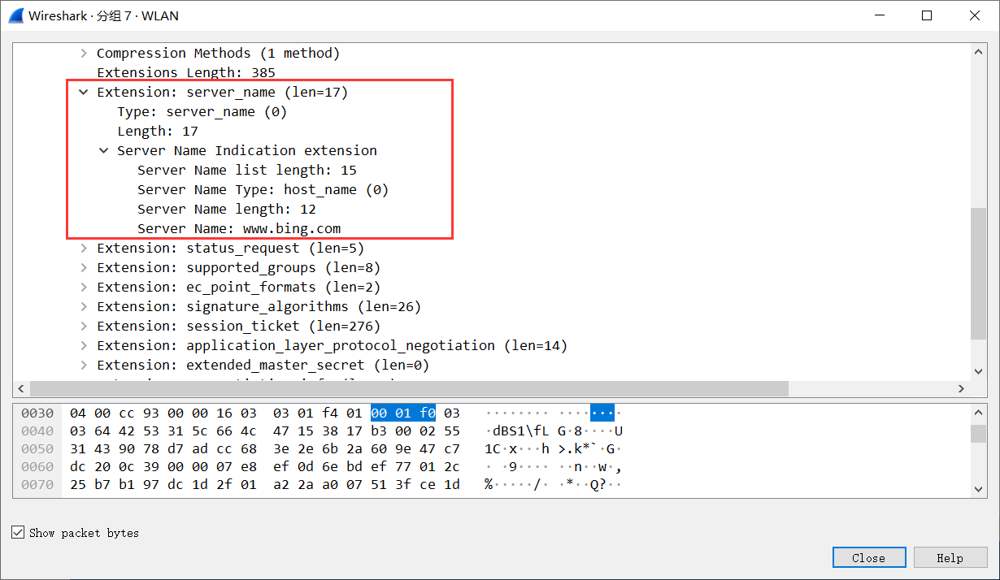 Wireshark · 分组 7 · WLAN
Compression Methods (1 method)
Extensions Length: 385
Extension: server_name (len=17)
Type: server_name (0)
Length: 17
Server Name Indication extension
Server Name list length: 15
Server Name Type: host_name (0)
Server Name length: 12
Server Name: www.bing.com
Extension: status_request (len=5)
Extension: supported_groups (len=8)
Extension: ec_point_formats (len=2)
Extension: signature_algorithms (len=26)
Extension: session_ticket (len=276)
Extension: application_layer_protocol_negotiation (len=14)
Extension: extended_master_secret (len=0)
0030 04 00 cc 93 00 00 16 03 03 01 f4 01 00 01 f0 03 ········ ·······
0040 03 64 42 53 31 5c 66 4c 47 15 38 17 b3 00 02 55 ·dBS1\fL G·8····U
0050 31 43 90 78 d7 ad cc 68 3e 2e 6b 2a 60 9e 47 c7 1C·x···h >.k*`·G·
0060 dc 20 0c 39 00 00 07 e8 ef 0d 6e bd ef 77 01 2c · ·9···· ··n··w·,
0070 25 b7 b1 97 dc 1d 2f 01 a2 2a a0 07 51 3f ce 1d %·····/· ·*··Q?··
Show packet bytes
Close Help